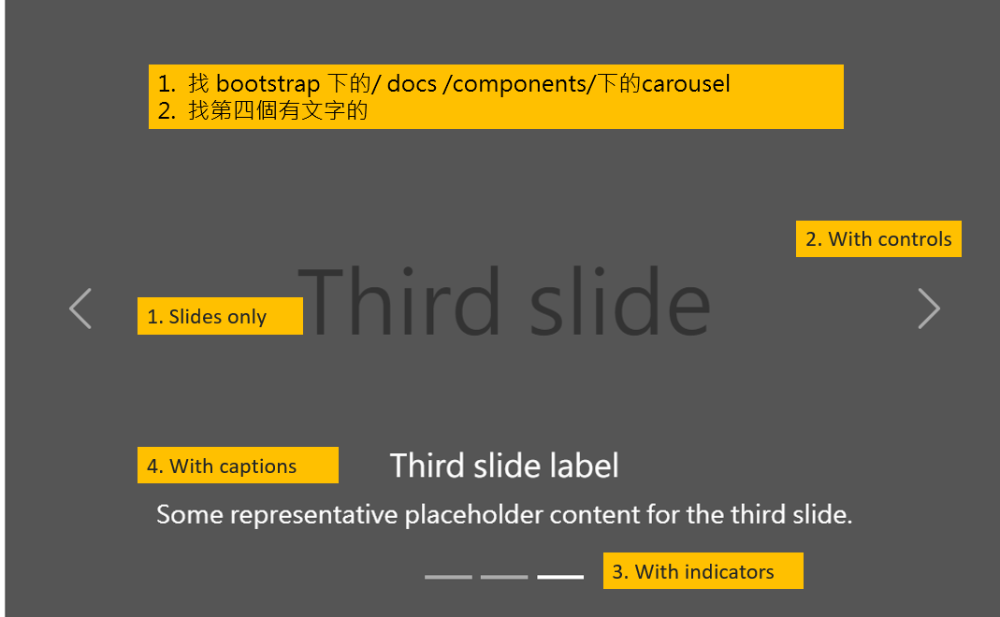 1. 找 bootstrap 下的/ docs /components/下的carousel
2. 找第四個有文字的
2. With controls
Third slide
1. Slides only
4. With captions
Third slide label
Some representative placeholder content for the third slide.
3. With indicators